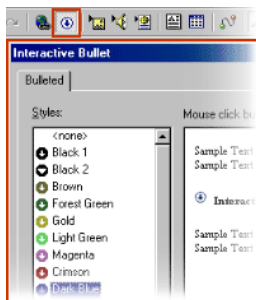 Interactive Bullet
Bulleted
Styles:
Mouse click bu
<none>
Black 1
Black 2
Brown
Forest Green
Gold
Light Green
Magenta
Crimson
Dark Blue
Sample Text
Sample Text
Interact
Sample Text
Sample Text